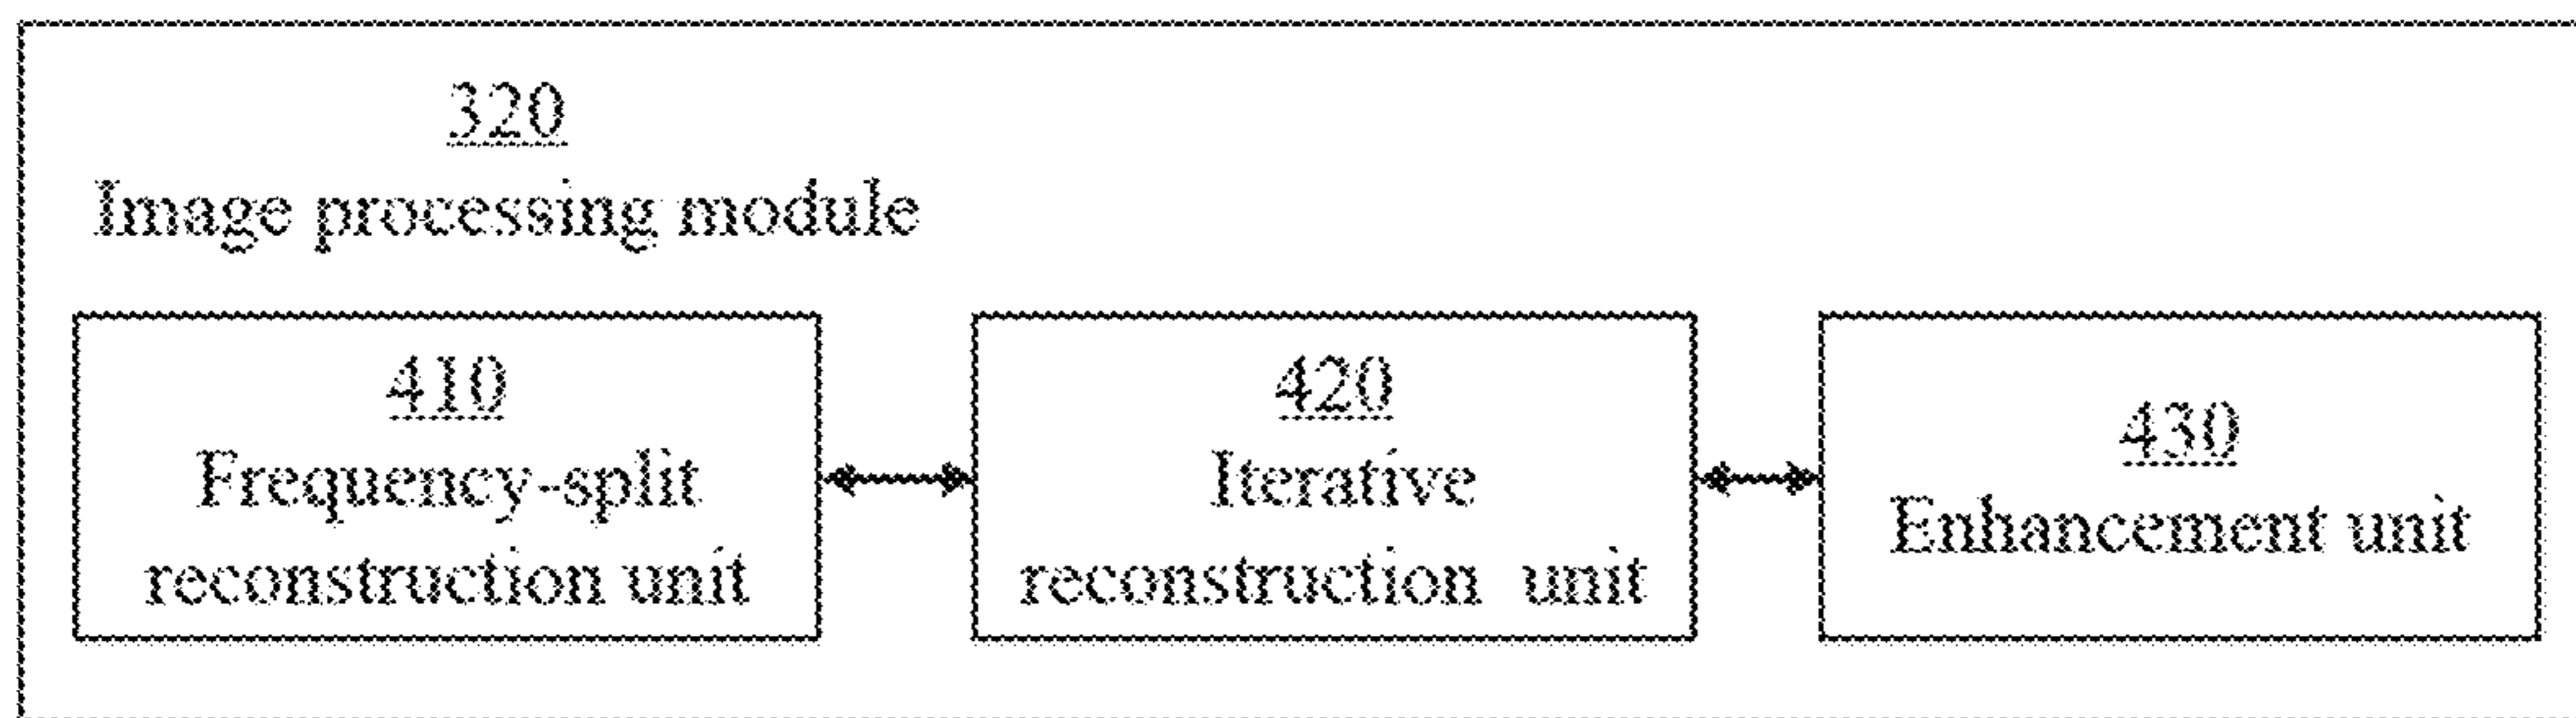 320
Image processing module
410
Frequency-split
reconstruction unit
420
Iterative
reconstruction unit
430
Enhancement unit